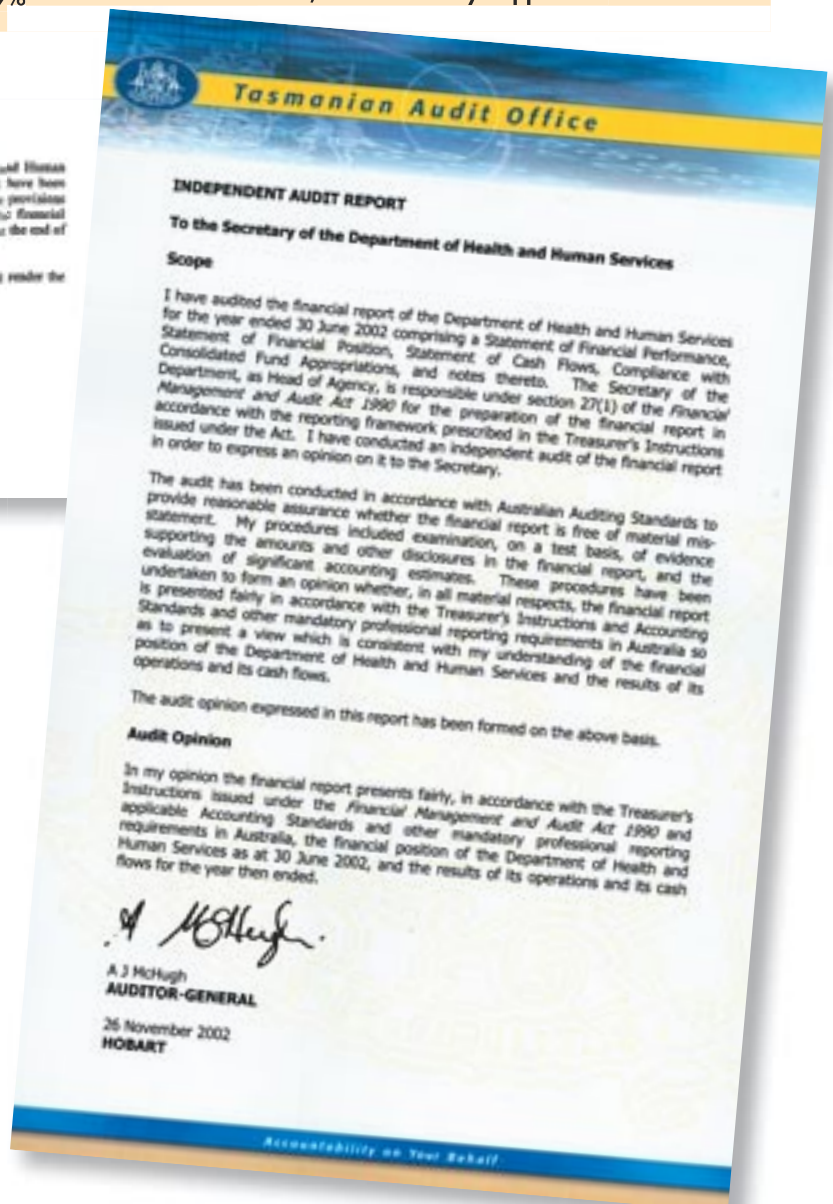 %
Tasmanian Audit Office
and Human
have been
provisions
financial
the end of
render the
INDEPENDENT AUDIT REPORT
To the Secretary of the Department of Health and Human Services
Scope
I have audited the financial report of the Department of Health and Human Services
for the year ended 30 June 2002 comprising a Statement of Financial Performance,
Statement of Financial Position, Statement of Cash Flows, Compliance with
Consolidated Fund Appropriations, and notes thereto. The Secretary of the
Department, as Head of Agency, is responsible under section 27(1) of the Financial
Management and Audit Act 1990 for the preparation of the financial report in
accordance with the reporting framework prescribed in the Treasurer's Instructions
issued under the Act. I have conducted an independent audit of the financial report
in order to express an opinion on it to the Secretary.
The audit has been conducted in accordance with Australian Auditing Standards to
provide reasonable assurance whether the financial report is free of material mis-
statement. My procedures included examination, on a test basis, of evidence
supporting the amounts and other disclosures in the financial report, and the
evaluation of significant accounting estimates. These procedures have been
undertaken to form an opinion whether, in all material respects, the financial report
is presented fairly in accordance with the Treasurer's Instructions and Accounting
Standards and other mandatory professional reporting requirements in Australia so
as to present a view which is consistent with my understanding of the financial
position of the Department of Health and Human Services and the results of its
operations and its cash flows.
The audit opinion expressed in this report has been formed on the above basis.
Audit Opinion
In my opinion the financial report presents fairly, in accordance with the Treasurer's
Instructions issued under the Financial Management and Audit Act 1990 and
applicable Accounting Standards and other mandatory professional reporting
requirements in Australia, the financial position of the Department of Health and
Human Services as at 30 June 2002, and the results of its operations and its cash
flows for the year then ended.
A McHugh
A J McHugh
AUDITOR-GENERAL
26 November 2002
HOBART
Accountability on Your Behalf